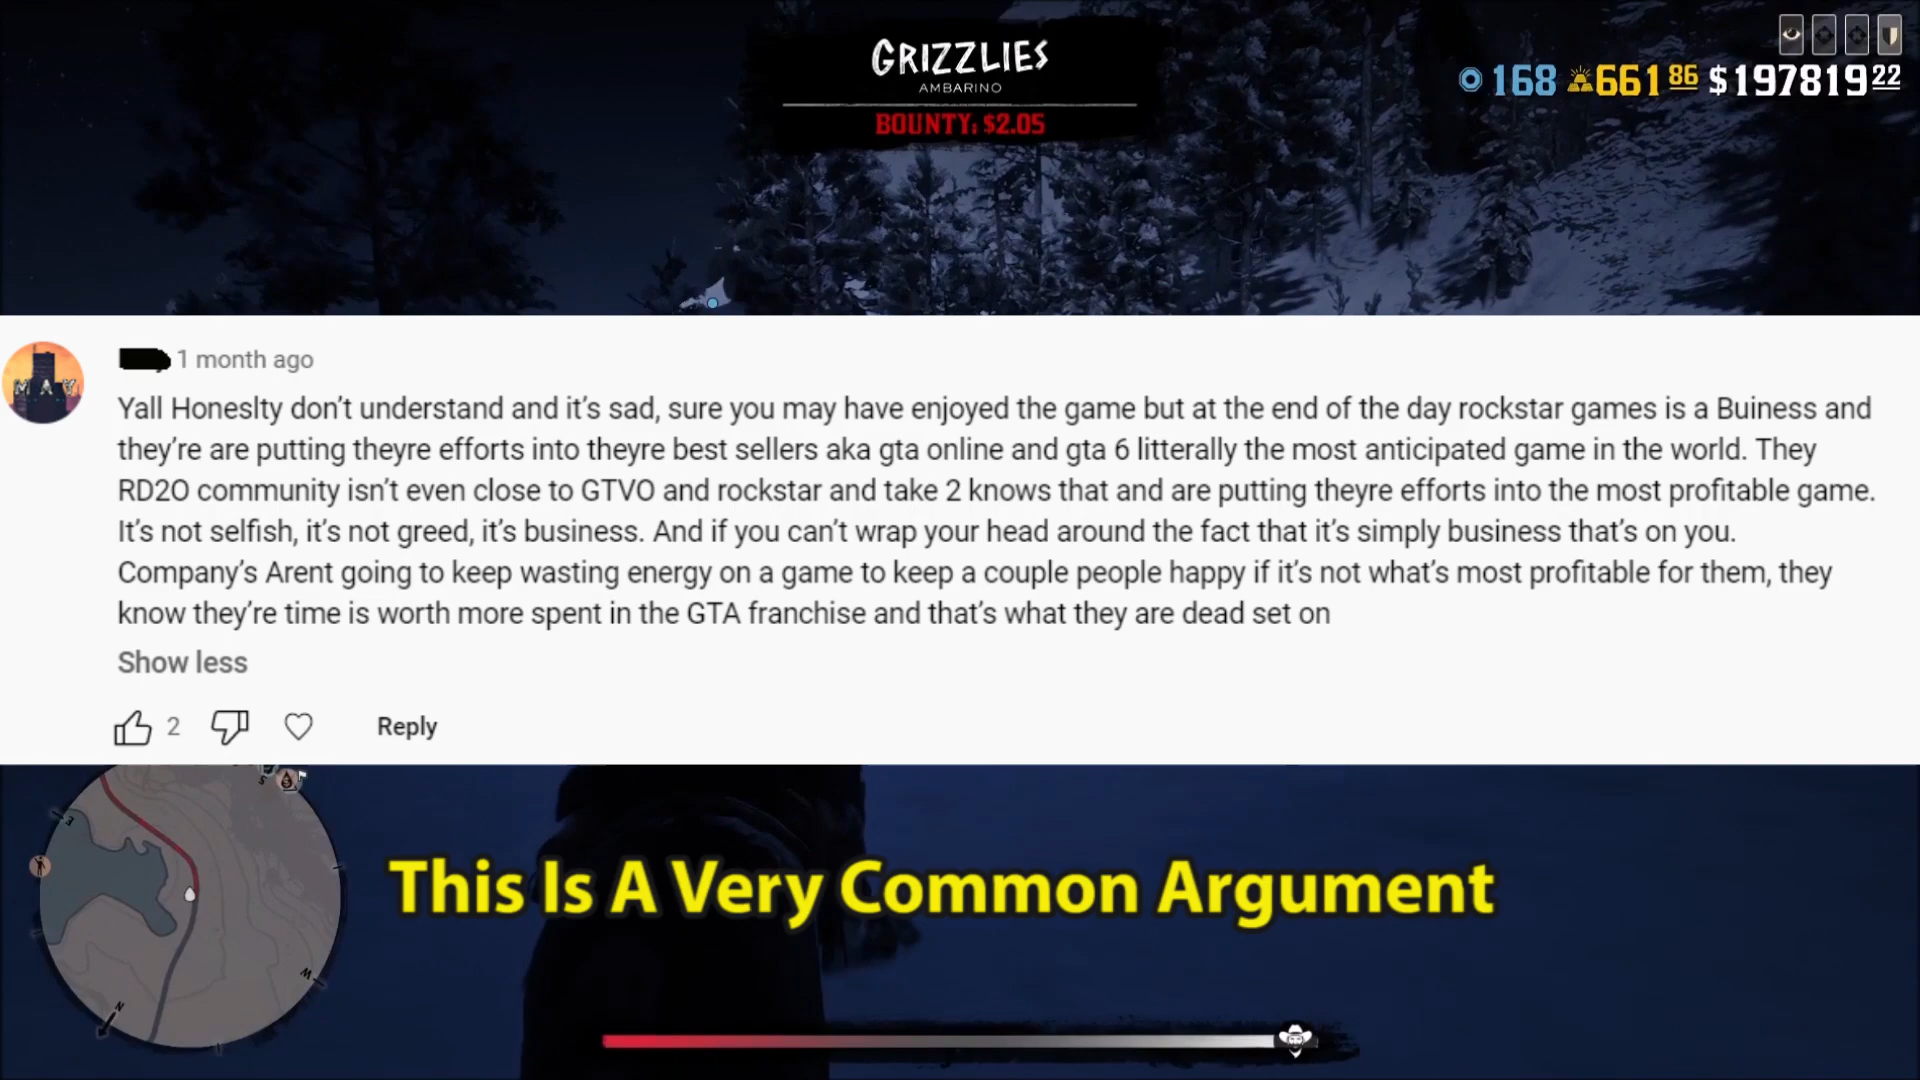 GRIZZLIES
AMBARINO
BOUNTY: $2.05
168 661 86 $197819 22
1 month ago
Yall Honeslty don't understand and it's sad, sure you may have enjoyed the game but at the end of the day rockstar games is a Buiness and
they're are putting theyre efforts into theyre best sellers aka gta online and gta 6 litterally the most anticipated game in the world. They
RD2O community isn't even close to GTVO and rockstar and take 2 knows that and are putting theyre efforts into the most profitable game.
It's not selfish, it's not greed, it's business. And if you can't wrap your head around the fact that it's simply business that's on you.
Company's Arent going to keep wasting energy on a game to keep a couple people happy if it's not what's most profitable for them, they
know they're time is worth more spent in the GTA franchise and that's what they are dead set on
Show less
2
Reply
MAY
S
E
W
N
This Is A Very Common Argument